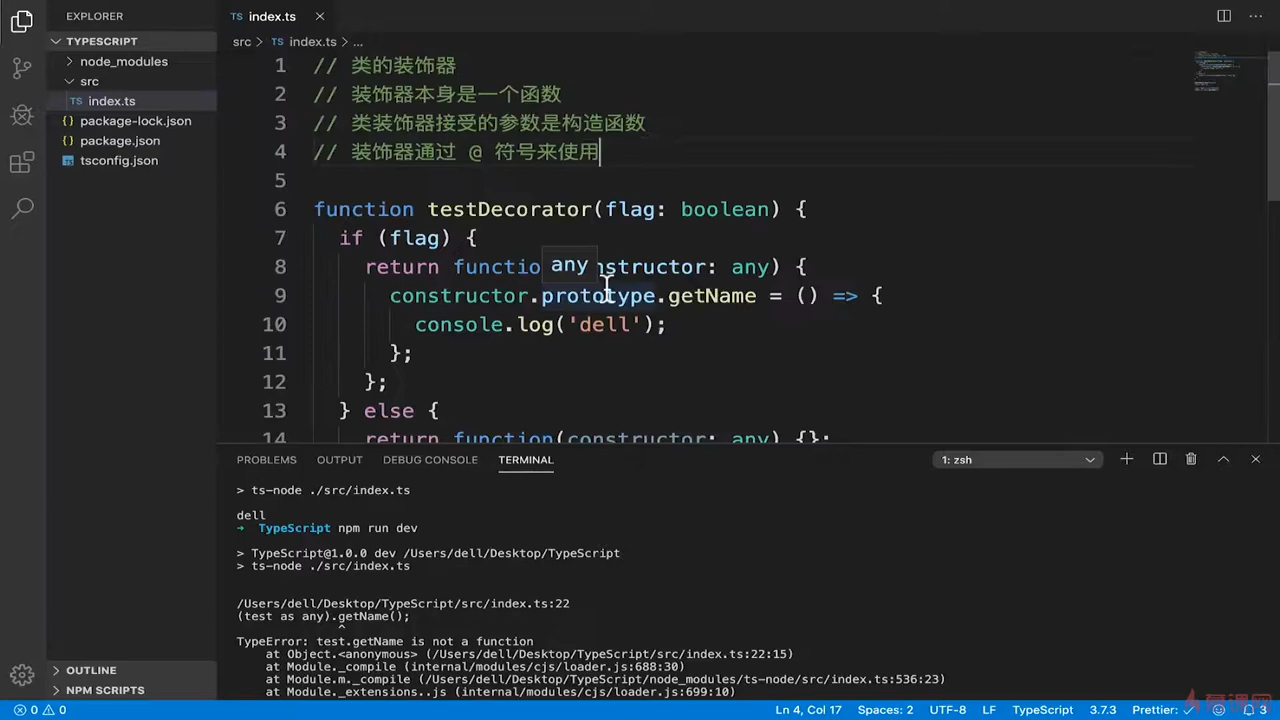 EXPLORER
TYPESCRIPT
node_modules
src
TS index.ts
package-lock.json
package.json
tsconfig.json
OUTLINE
NPM SCRIPTS
TS index.ts
src > TS index.ts > ...
1 // 类的装饰器
2 // 装饰器本身是一个函数
3 // 类装饰器接受的参数是构造函数
4 // 装饰器通过 @ 符号来使用
5
6 function testDecorator(flag: boolean) {
7 if (flag) {
any
8 return functio nstructor: any) {
9 constructor.prototype.getName = () => {
10 console.log('dell');
11 };
12 };
13 } else {
14 return function(constructor: any) {};
PROBLEMS OUTPUT DEBUG CONSOLE TERMINAL 1: zsh
> ts-node ./src/index.ts
dell
➜ TypeScript npm run dev
> TypeScript@1.0.0 dev /Users/dell/Desktop/TypeScript
> ts-node ./src/index.ts
/Users/dell/Desktop/TypeScript/src/index.ts:22
(test as any).getName();
^
TypeError: test.getName is not a function
at Object.<anonymous> (/Users/dell/Desktop/TypeScript/src/index.ts:22:15)
at Module._compile (internal/modules/cjs/loader.js:688:30)
at Module.m._compile (/Users/dell/Desktop/TypeScript/node_modules/ts-node/src/index.ts:536:23)
at Module._extensions..js (internal/modules/cjs/loader.js:699:10)
0 0 Ln 4, Col 17 Spaces: 2 UTF-8 LF TypeScript 3.7.3 Prettier: ✓ 3
慕课网